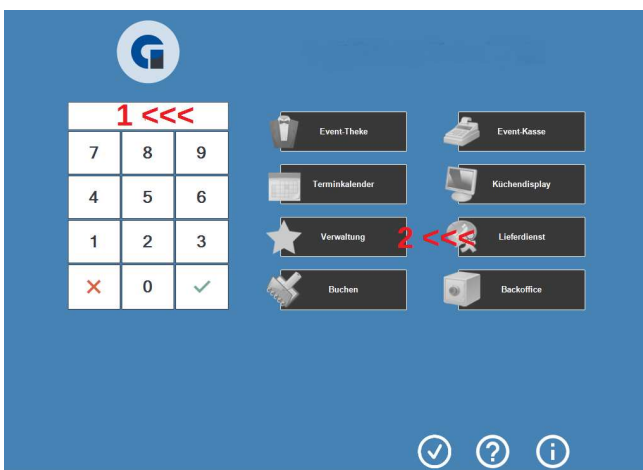 G
1 <<<
7 8 9
4 5 6
1 2 3
0
Event-Theke Event-Kasse
Terminkalender Küchendisplay
Verwaltung 2 <<< Lieferdienst
Buchen Backoffice
? i